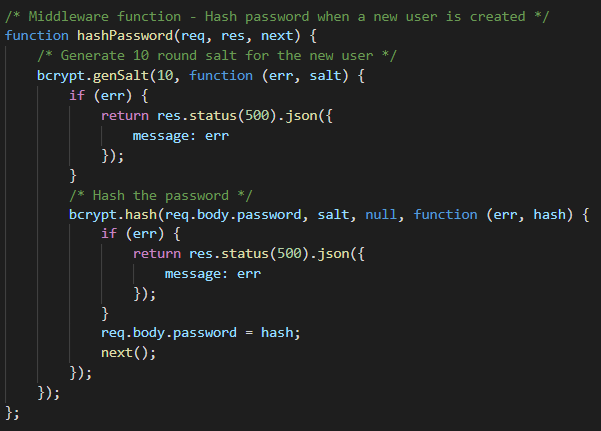 /* Middleware function - Hash password when a new user is created */
function hashPassword(req, res, next) {
    /* Generate 10 round salt for the new user */
    bcrypt.genSalt(10, function (err, salt) {
        if (err) {
            return res.status(500).json({
                message: err
            });
        }
        /* Hash the password */
        bcrypt.hash(req.body.password, salt, null, function (err, hash) {
            if (err) {
                return res.status(500).json({
                    message: err
                });
            }
            req.body.password = hash;
            next();
        });
    });
};